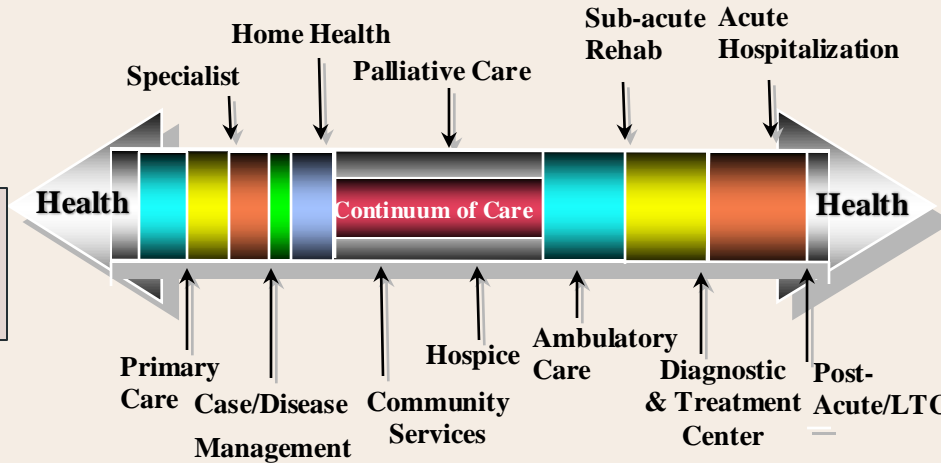 Sub-acute
Rehab
Acute
Hospitalization
Home Health
Palliative Care
Specialist
Health
Continuum of Care
Health
Primary
Care
Case/Disease
Management
Community
Services
Hospice
Ambulatory
Care
Diagnostic
& Treatment
Center
Post-
Acute/LTC